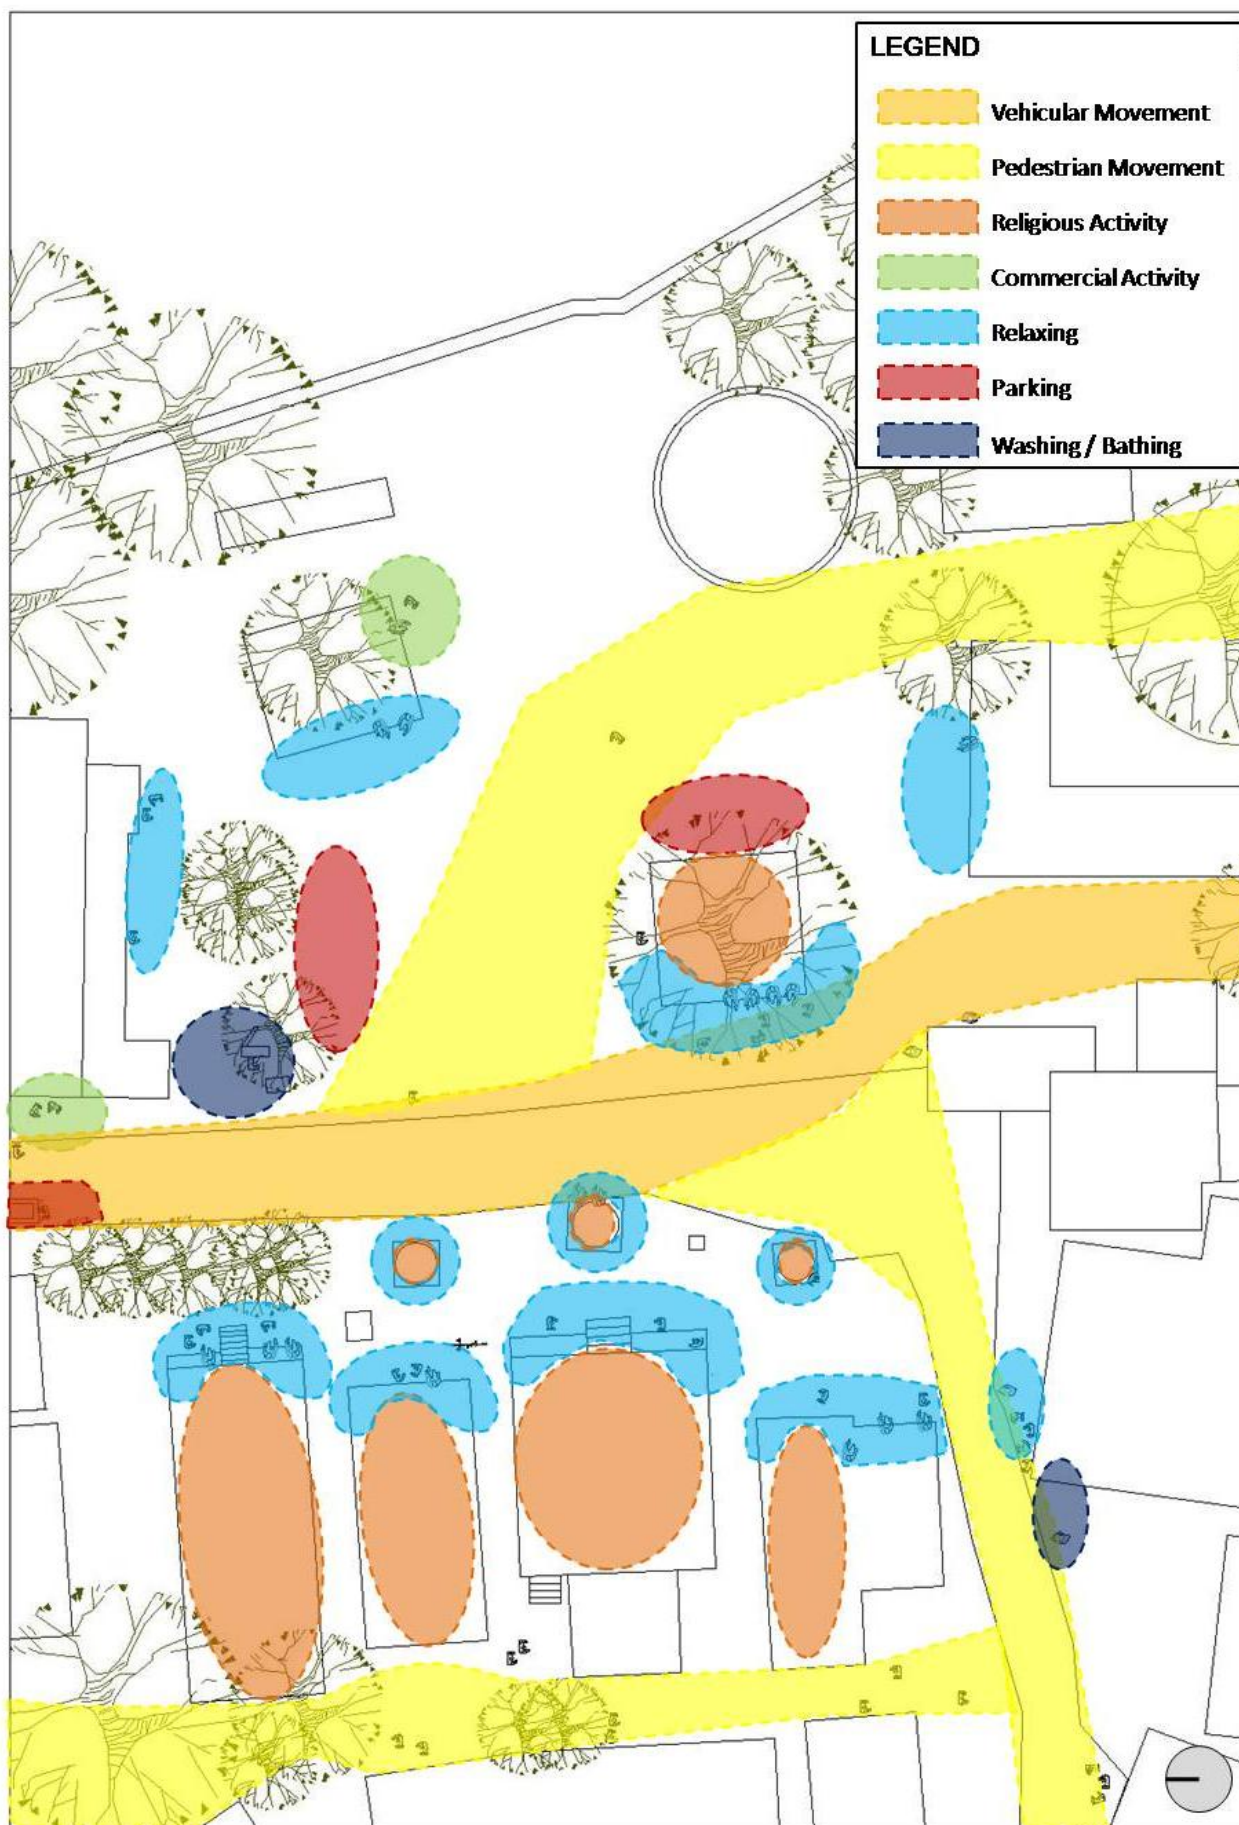 LEGEND
Vehicular Movement
Pedestrian Movement
Religious Activity
Commercial Activity
Relaxing
Parking
Washing / Bathing